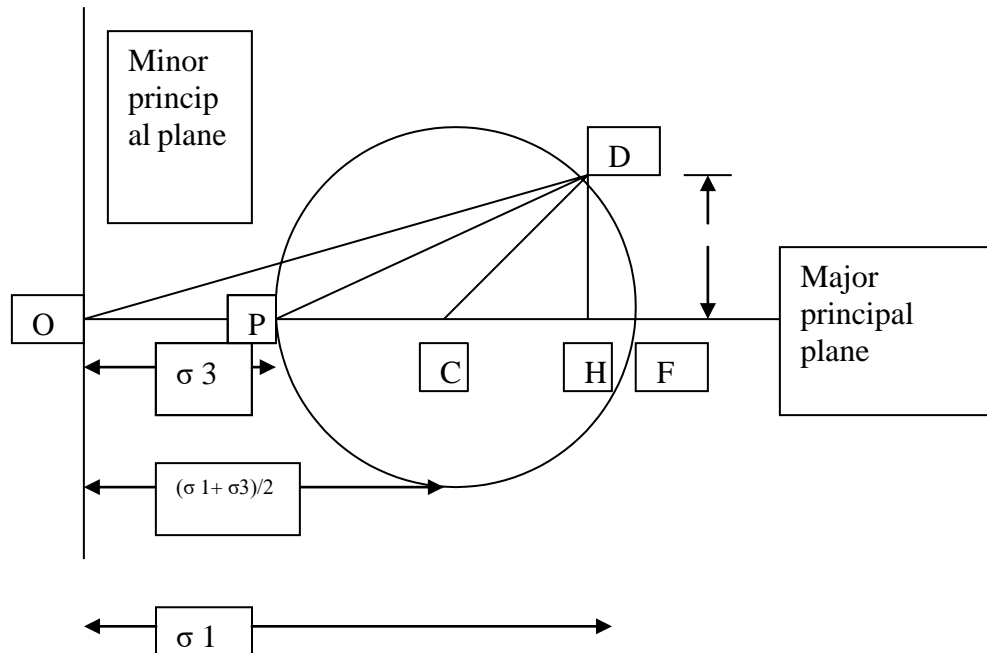 Minor
princip
al plane
D
O
P
Major
principal
plane
σ 3
C
H
F
(σ 1+ σ3)/2
σ 1